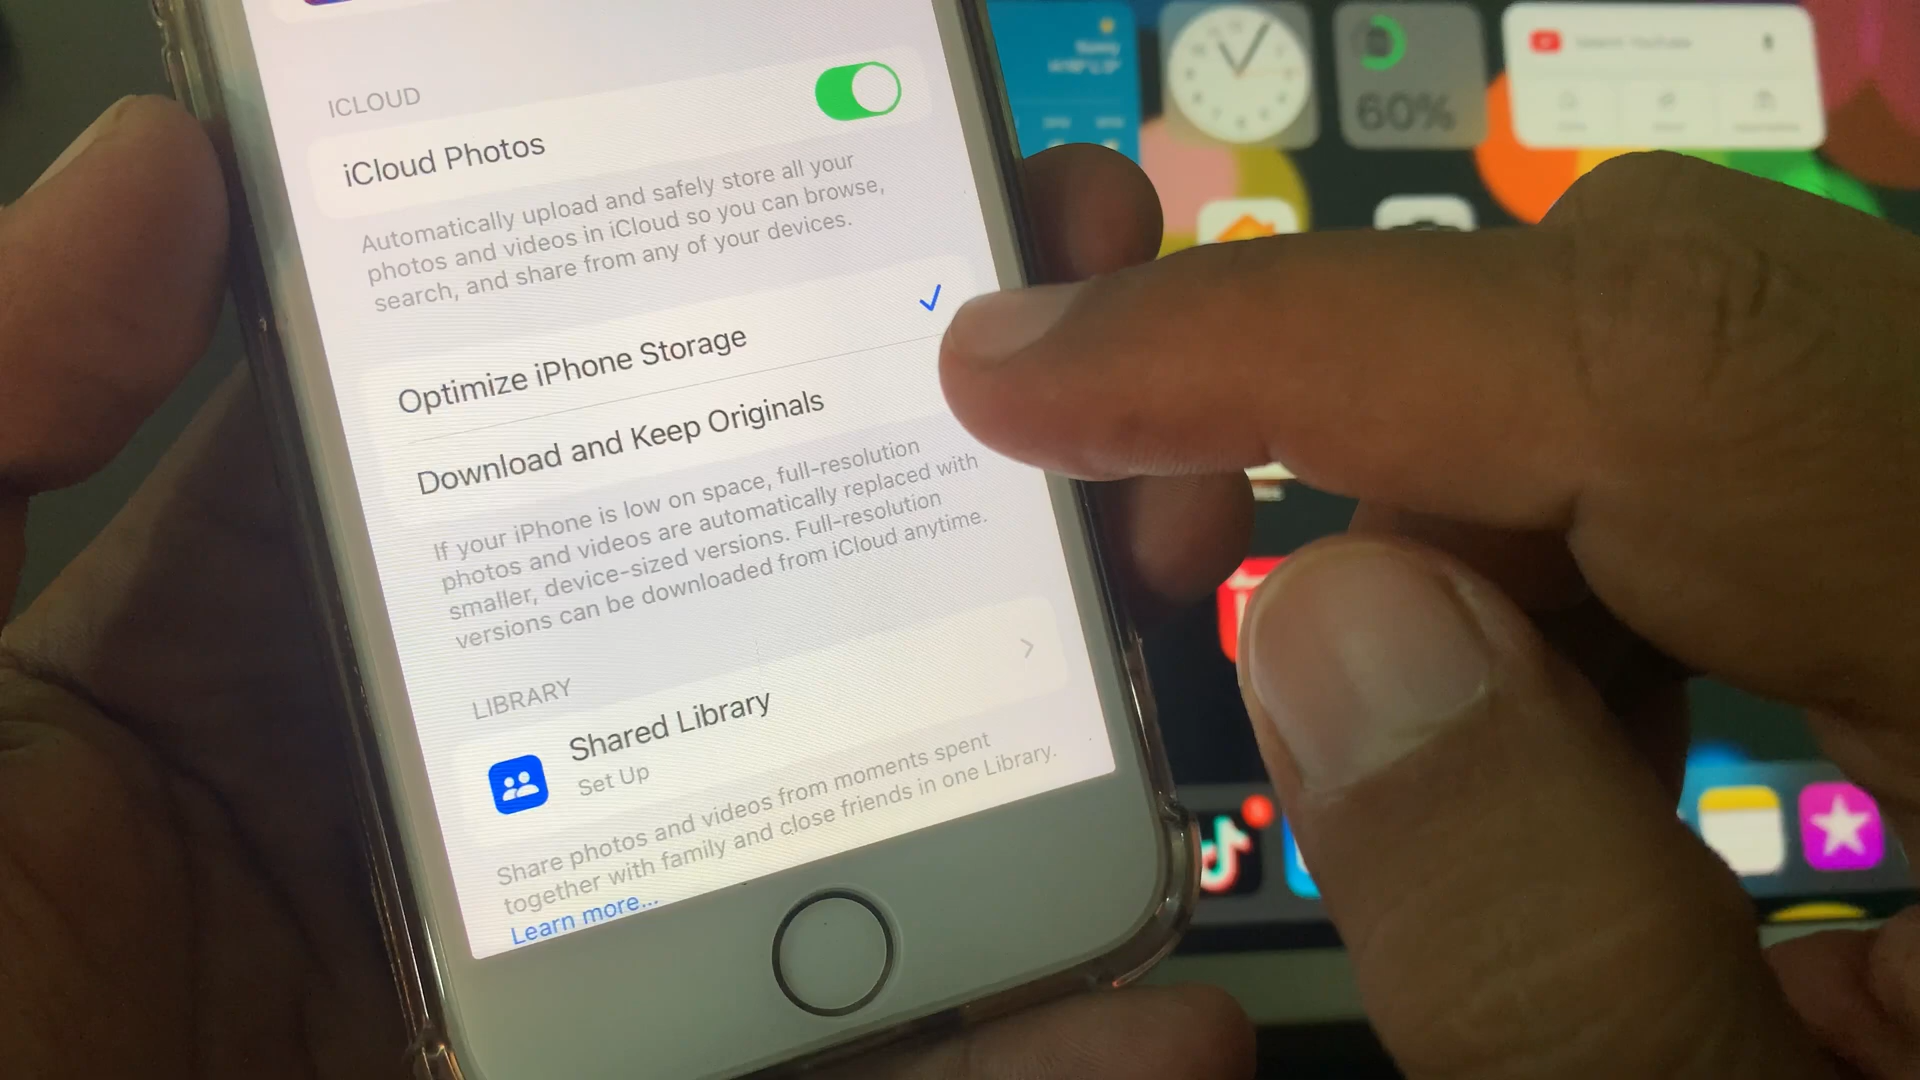 ICLOUD
iCloud Photos
Automatically upload and safely store all your
photos and videos in iCloud so you can browse,
search, and share from any of your devices.
Optimize iPhone Storage
Download and Keep Originals
If your iPhone is low on space, full-resolution
photos and videos are automatically replaced with
smaller, device-sized versions. Full-resolution
versions can be downloaded from iCloud anytime.
LIBRARY
Shared Library
Set Up
Share photos and videos from moments spent
together with family and close friends in one Library.
Learn more...
Sunny
60%
Search YouTube